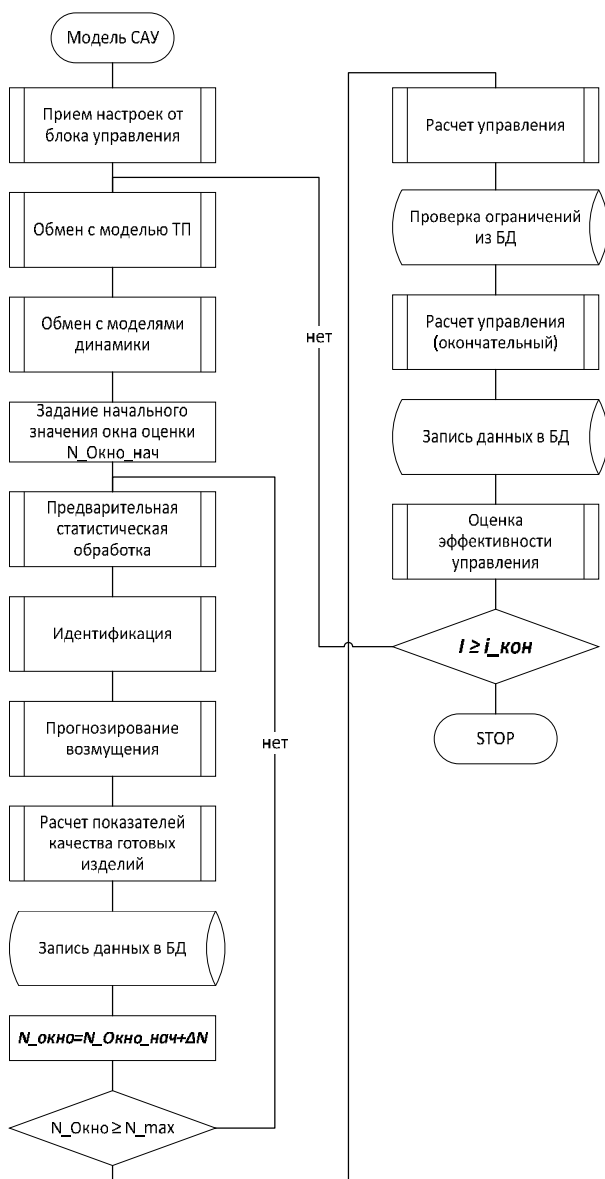 Модель САУ
Прием настроек от
блока управления
Обмен с моделью ТП
Обмен с моделями
динамики
Задание начального
значения окна оценки
N_Окно_нач
Предварительная
статистическая
обработка
Идентификация
Прогнозирование
возмущения
Расчет показателей
качества готовых
изделий
Запись данных в БД
N_окно=N_Окно_нач+ΔN
N_Окно ≥ N_max
нет
Расчет управления
Проверка ограничений
из БД
Расчет управления
(окончательный)
Запись данных в БД
Оценка
эффективности
управления
I ≥ i_кон
нет
STOP